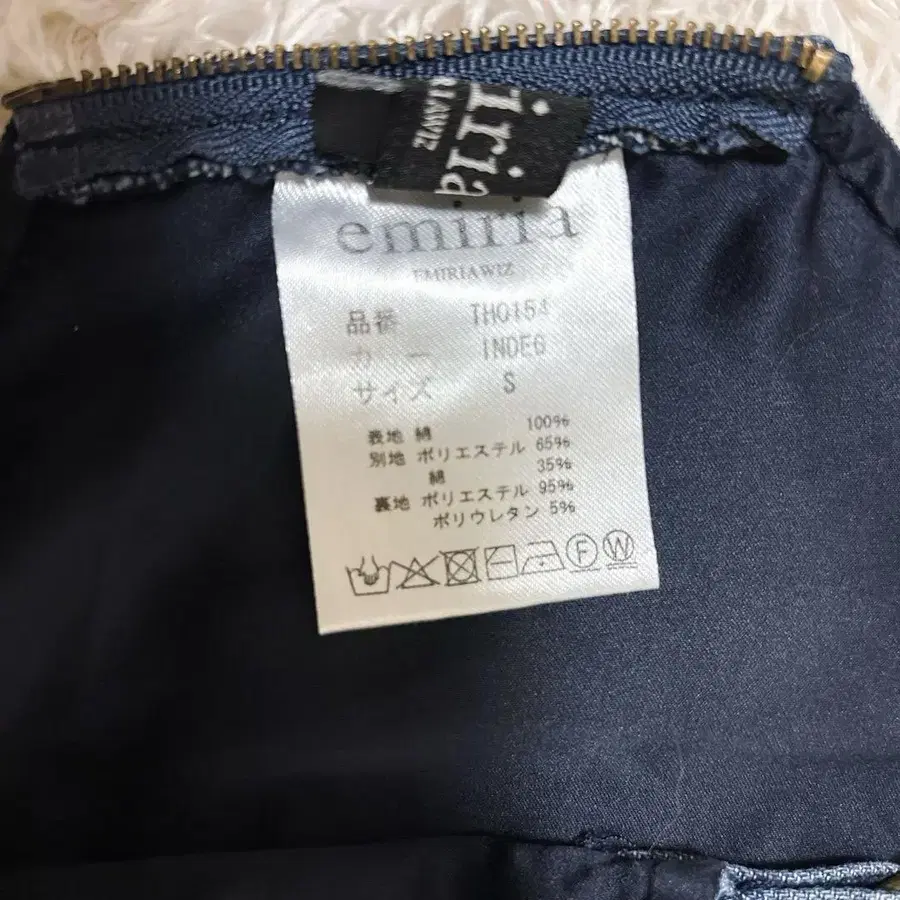 iria
IAWIZ
emiria
EMIRIAWIZ
品番 TH0154
カラー INDEG
サイズ S
表地 綿 100%
別地 ポリエステル 65%
綿 35%
裏地 ポリエステル 95%
ポリウレタン 5%
F W